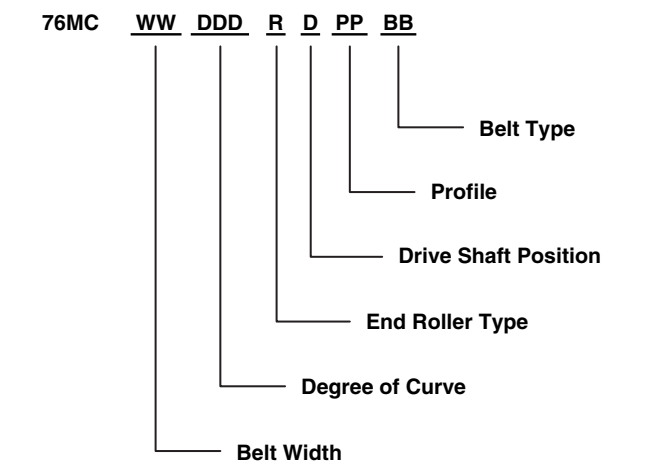 76MC WW DDD R D PP BB
Belt Type
Profile
Drive Shaft Position
End Roller Type
Degree of Curve
Belt Width